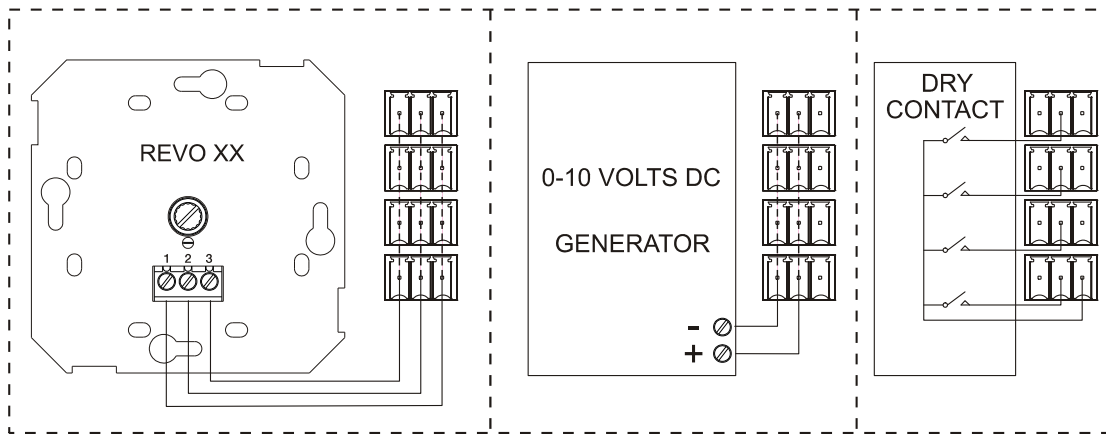 REVO XX
1 2 3
0-10 VOLTS DC
GENERATOR
-
+
DRY
CONTACT